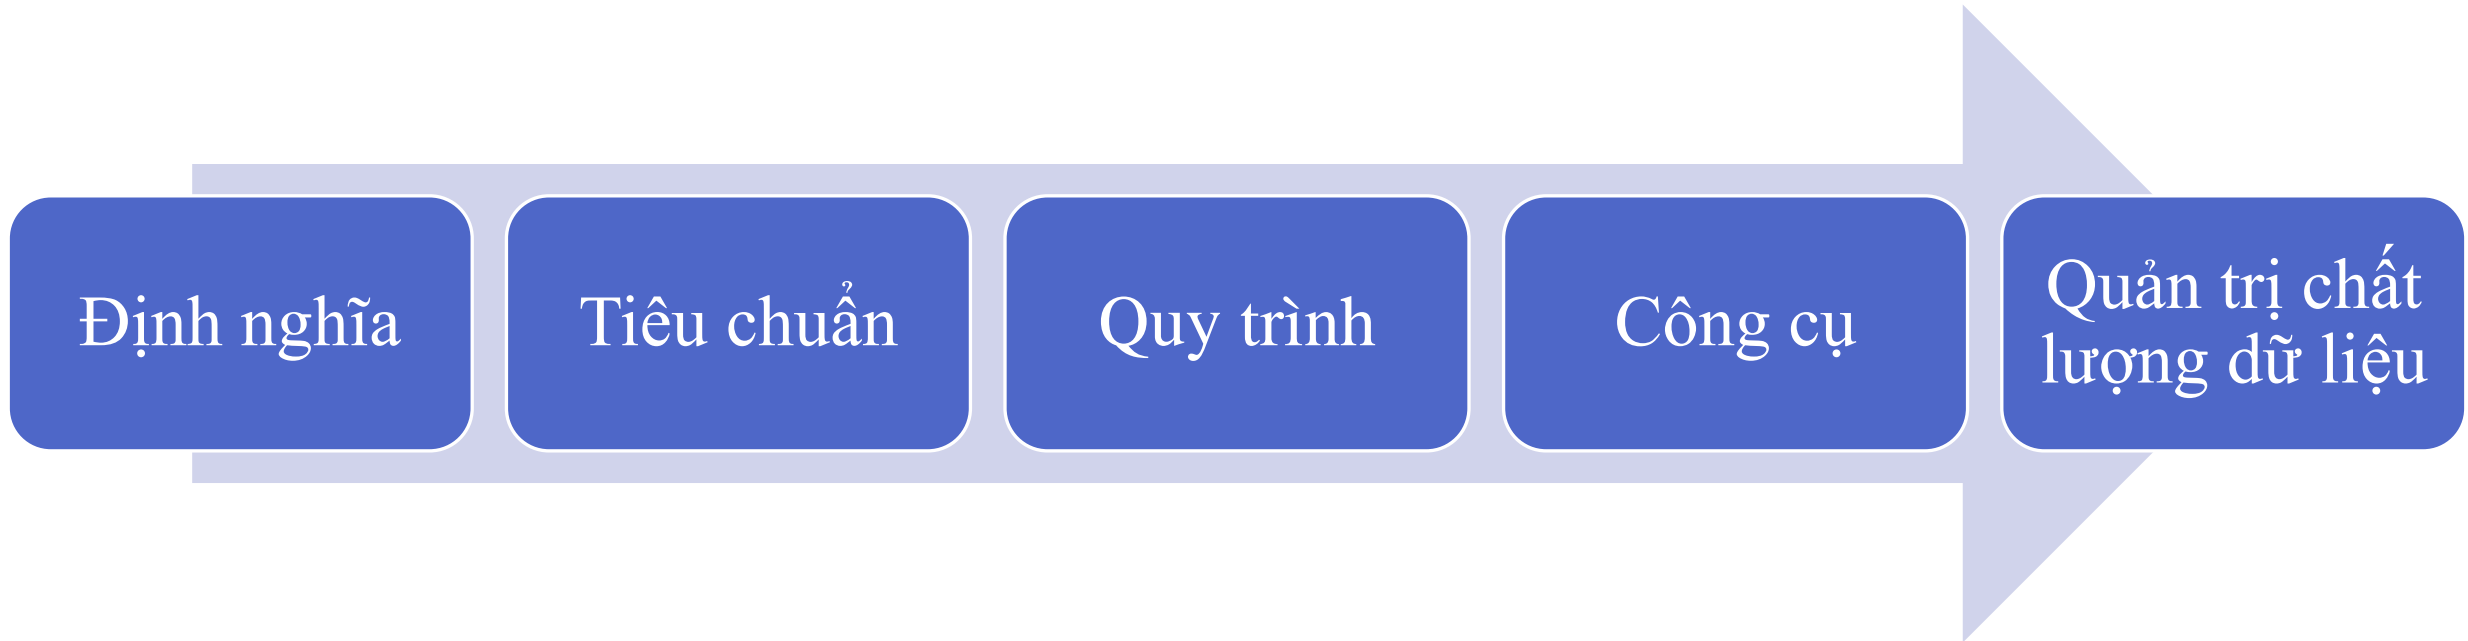 Định nghĩa
Tiêu chuẩn
Quy trình
Công cụ
Quản trị chất
lượng dữ liệu